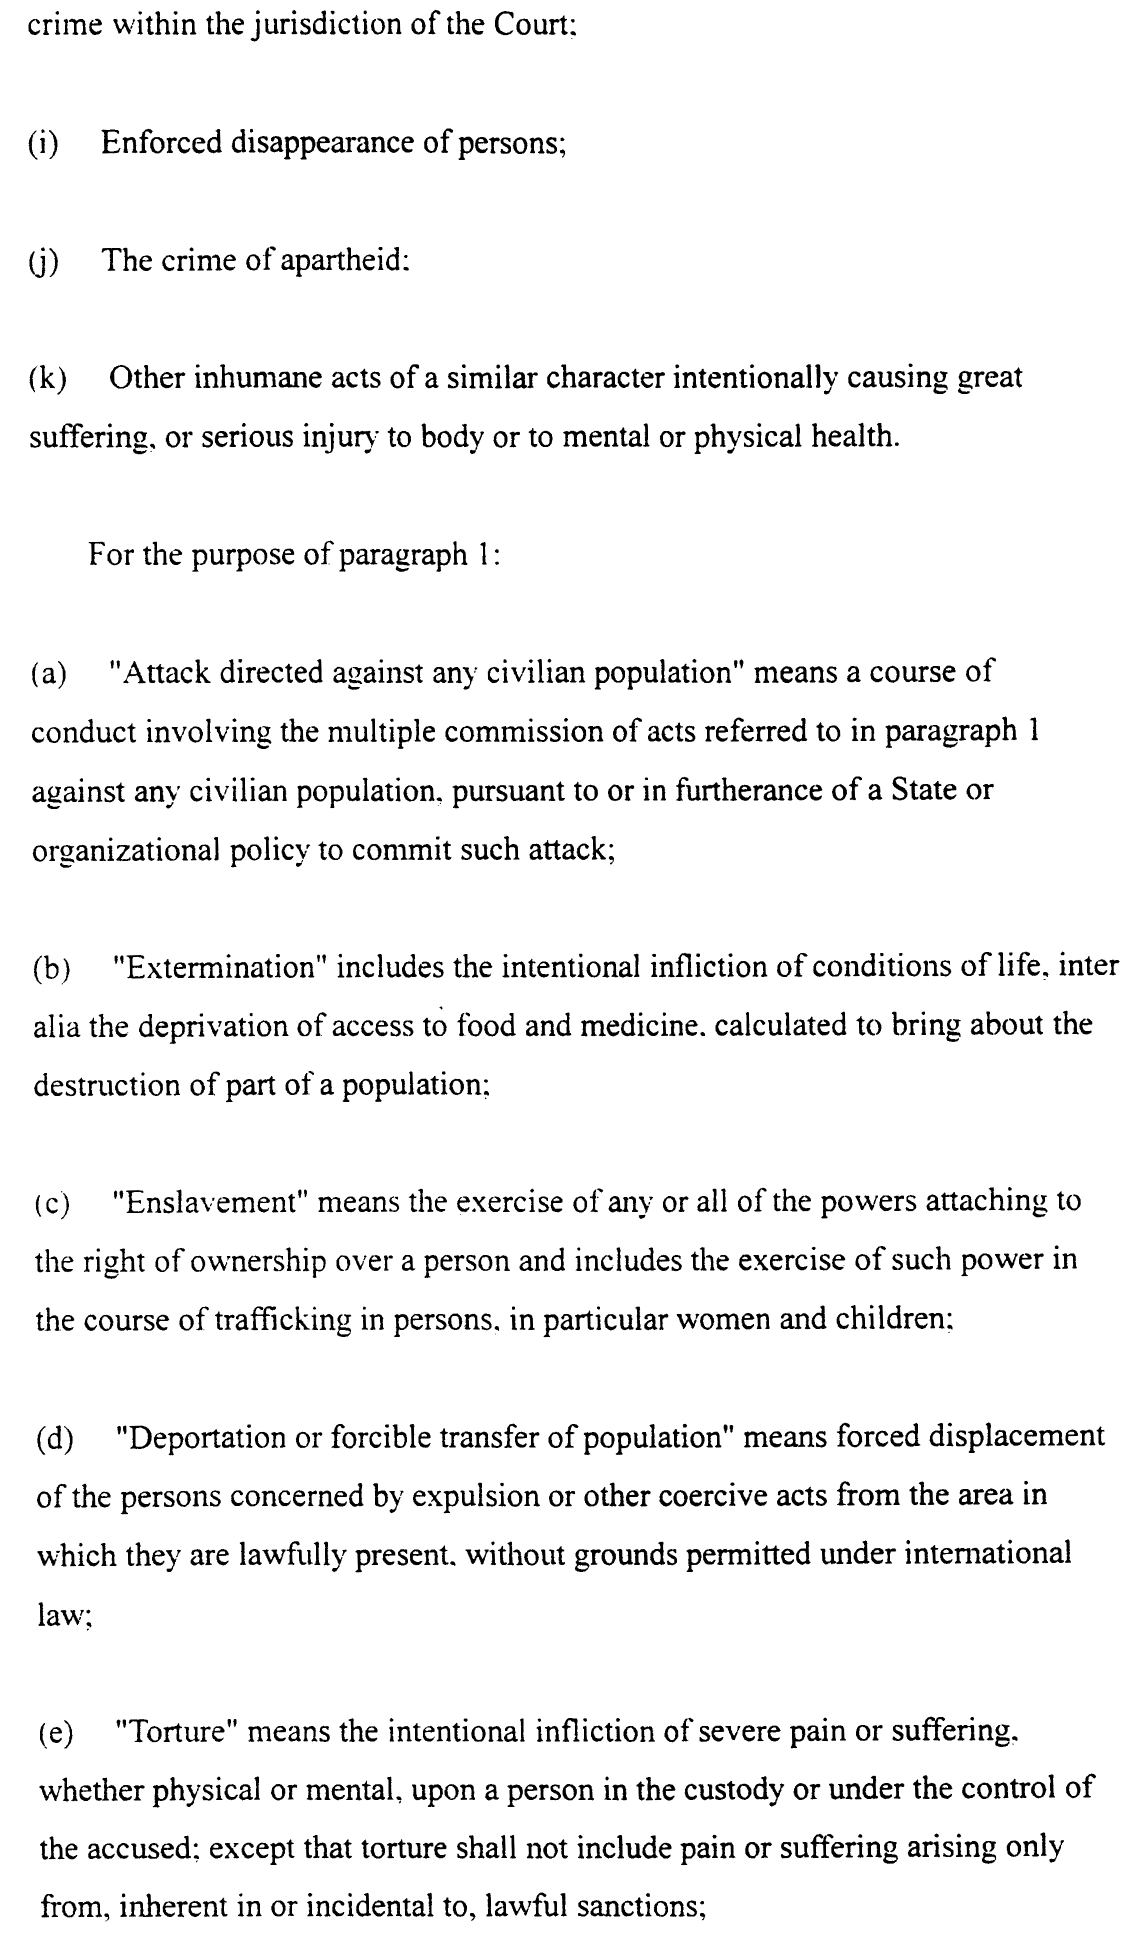 crime within the jurisdiction of the Court;
(i) Enforced disappearance of persons;
(j) The crime of apartheid;
(k) Other inhumane acts of a similar character intentionally causing great
suffering, or serious injury to body or to mental or physical health.
For the purpose of paragraph 1:
(a) "Attack directed against any civilian population" means a course of
conduct involving the multiple commission of acts referred to in paragraph 1
against any civilian population, pursuant to or in furtherance of a State or
organizational policy to commit such attack;
(b) "Extermination" includes the intentional infliction of conditions of life, inter
alia the deprivation of access to food and medicine, calculated to bring about the
destruction of part of a population;
(c) "Enslavement" means the exercise of any or all of the powers attaching to
the right of ownership over a person and includes the exercise of such power in
the course of trafficking in persons, in particular women and children;
(d) "Deportation or forcible transfer of population" means forced displacement
of the persons concerned by expulsion or other coercive acts from the area in
which they are lawfully present, without grounds permitted under international
law;
(e) "Torture" means the intentional infliction of severe pain or suffering,
whether physical or mental, upon a person in the custody or under the control of
the accused; except that torture shall not include pain or suffering arising only
from, inherent in or incidental to, lawful sanctions;